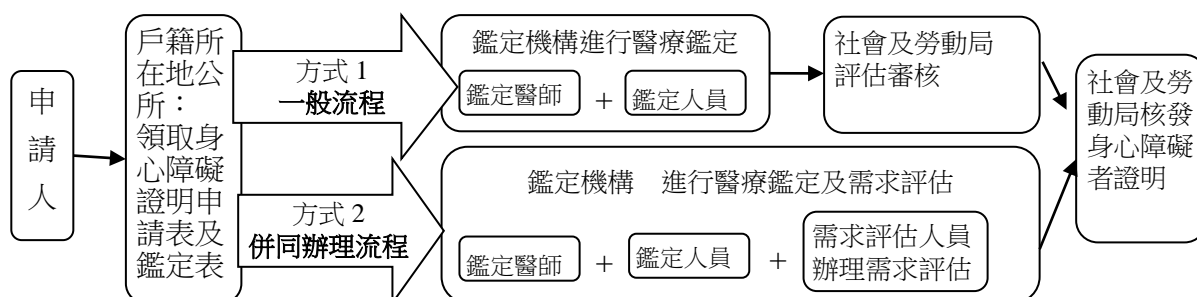 申
請
人
戶籍所
在地公
所：
領取身
心障礙
證明申
請表及
鑑定表
方式 1
一般流程
鑑定機構進行醫療鑑定
鑑定醫師 + 鑑定人員
社會及勞動局
評估審核
方式 2
併同辦理流程
鑑定機構　進行醫療鑑定及需求評估
鑑定醫師 + 鑑定人員 + 需求評估人員
辦理需求評估
社會及勞
動局核發
身心障礙
者證明